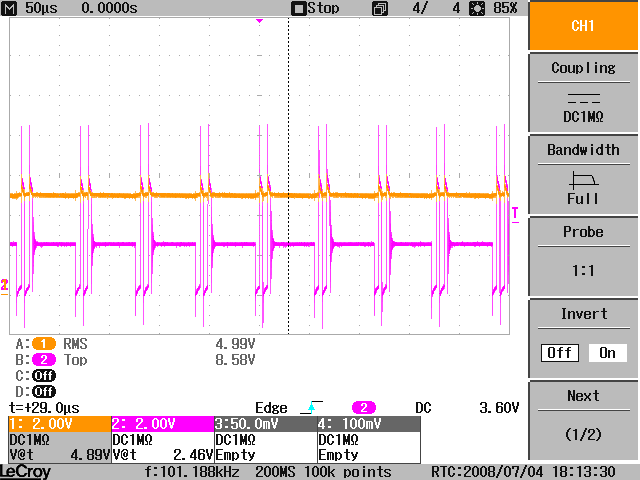 M 50µs 0.0000s Stop 4/ 4 85%
CH1
Coupling
DC1MΩ
Bandwidth
Full
Probe
1:1
Invert
Off On
Next
(1/2)
T
2
A: 1 RMS 4.99V
B: 2 Top 8.58V
C: Off
D: Off
t=+29.0µs Edge 2 DC 3.60V
1: 2.00V 2: 2.00V 3:50.0mV 4: 100mV
DC1MΩ DC1MΩ DC1MΩ DC1MΩ
V@t 4.89V V@t 2.46V Empty Empty
LeCroy f:101.188kHz 200MS 100k points RTC:2008/07/04 18:13:30